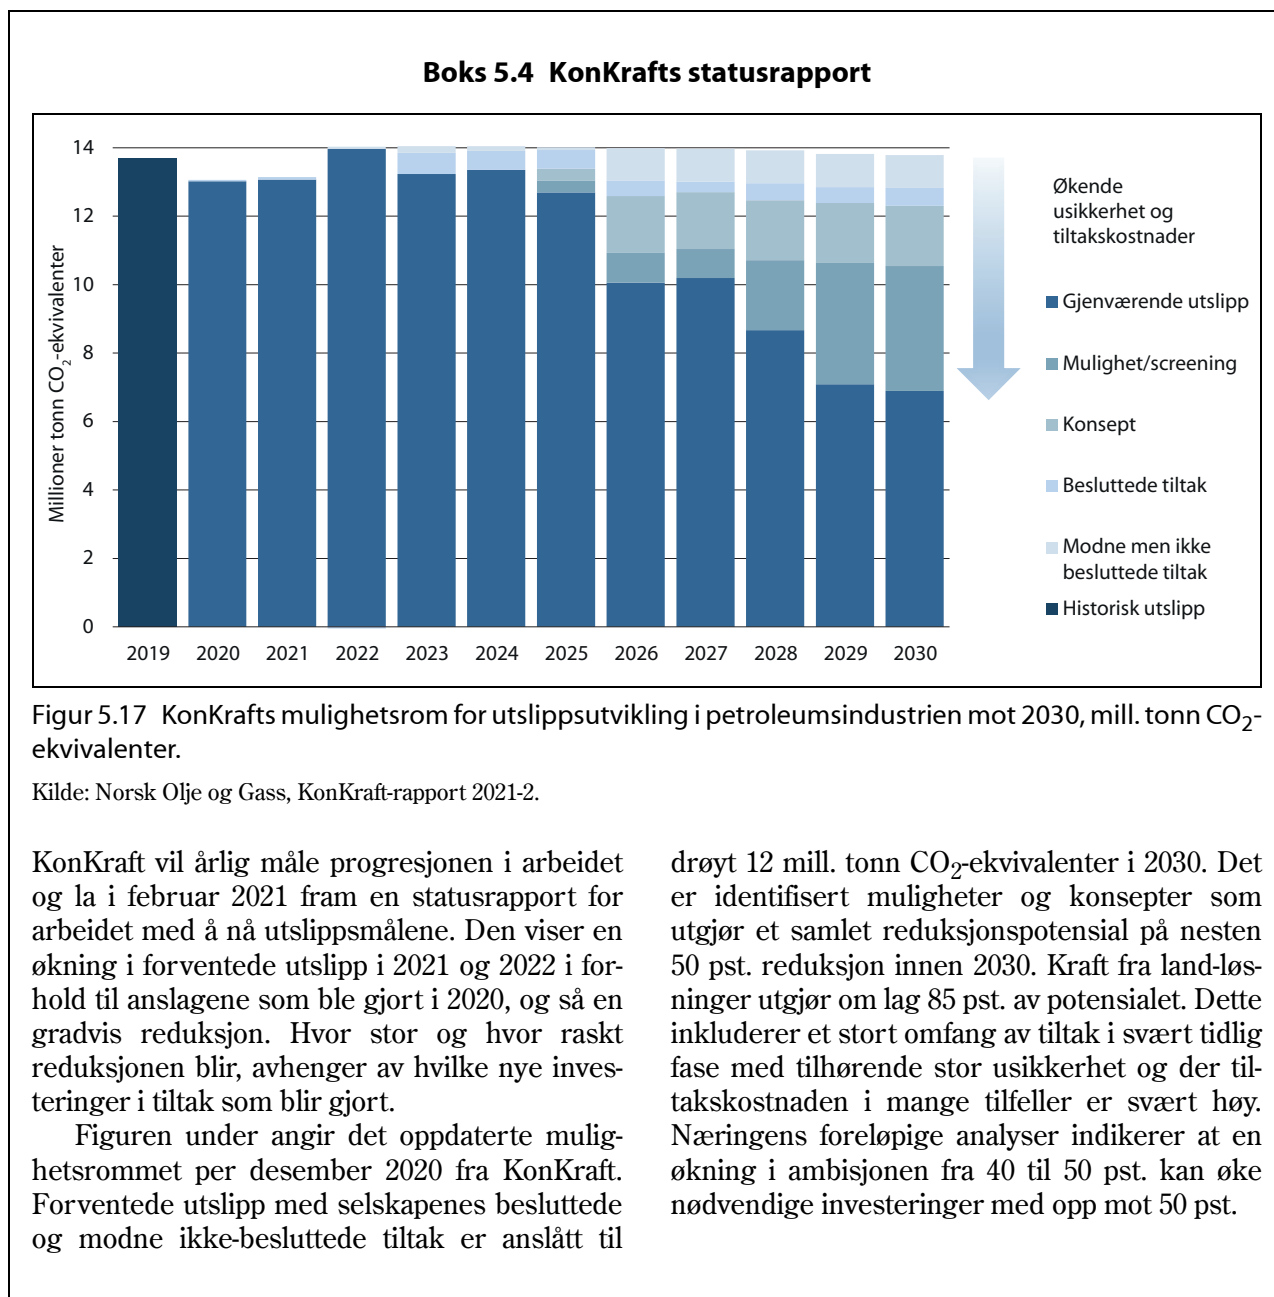 Boks 5.4 KonKrafts statusrapport
14
12
10
8
6
4
2
0
Millioner tonn CO2-ekvivalenter
2019 2020 2021 2022 2023 2024 2025 2026 2027 2028 2029 2030
Økende
usikkerhet og
tiltakskostnader
Gjenværende utslipp
Mulighet/screening
Konsept
Besluttede tiltak
Modne men ikke
besluttede tiltak
Historisk utslipp
Figur 5.17 KonKrafts mulighetsrom for utslippsutvikling i petroleumsindustrien mot 2030, mill. tonn CO2-
ekvivalenter.
Kilde: Norsk Olje og Gass, KonKraft-rapport 2021-2.
KonKraft vil årlig måle progresjonen i arbeidet
og la i februar 2021 fram en statusrapport for
arbeidet med å nå utslippsmålene. Den viser en
økning i forventede utslipp i 2021 og 2022 i for-
hold til anslagene som ble gjort i 2020, og så en
gradvis reduksjon. Hvor stor og hvor raskt
reduksjonen blir, avhenger av hvilke nye inves-
teringer i tiltak som blir gjort.
Figuren under angir det oppdaterte mulig-
hetsrommet per desember 2020 fra KonKraft.
Forventede utslipp med selskapenes besluttede
og modne ikke-besluttede tiltak er anslått til
drøyt 12 mill. tonn CO2-ekvivalenter i 2030. Det
er identifisert muligheter og konsepter som
utgjør et samlet reduksjonspotensial på nesten
50 pst. reduksjon innen 2030. Kraft fra land-løs-
ninger utgjør om lag 85 pst. av potensialet. Dette
inkluderer et stort omfang av tiltak i svært tidlig
fase med tilhørende stor usikkerhet og der til-
takskostnaden i mange tilfeller er svært høy.
Næringens foreløpige analyser indikerer at en
økning i ambisjonen fra 40 til 50 pst. kan øke
nødvendige investeringer med opp mot 50 pst.